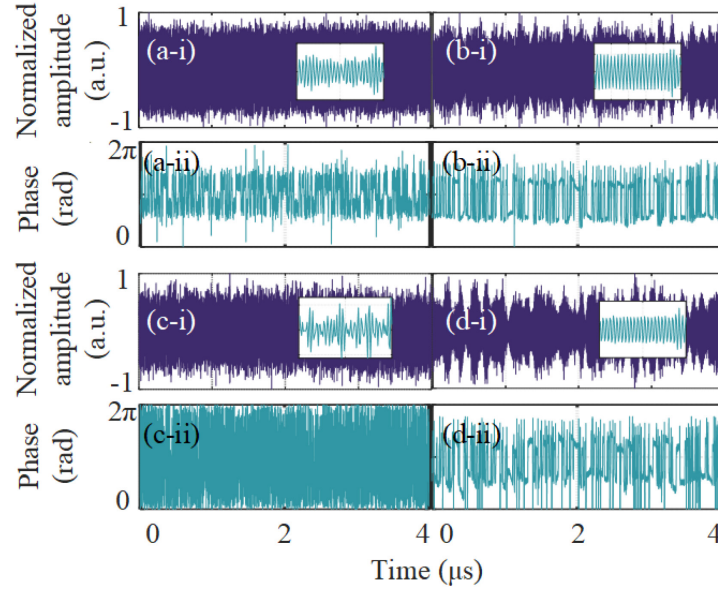 Normalized
amplitude
(a.u.)
1
-1
(a-i)
(b-i)
Phase
(rad)
2π
0
(a-ii)
(b-ii)
Normalized
amplitude
(a.u.)
1
-1
(c-i)
(d-i)
Phase
(rad)
2π
0
(c-ii)
(d-ii)
0 2 4 0 2 4
Time (μs)